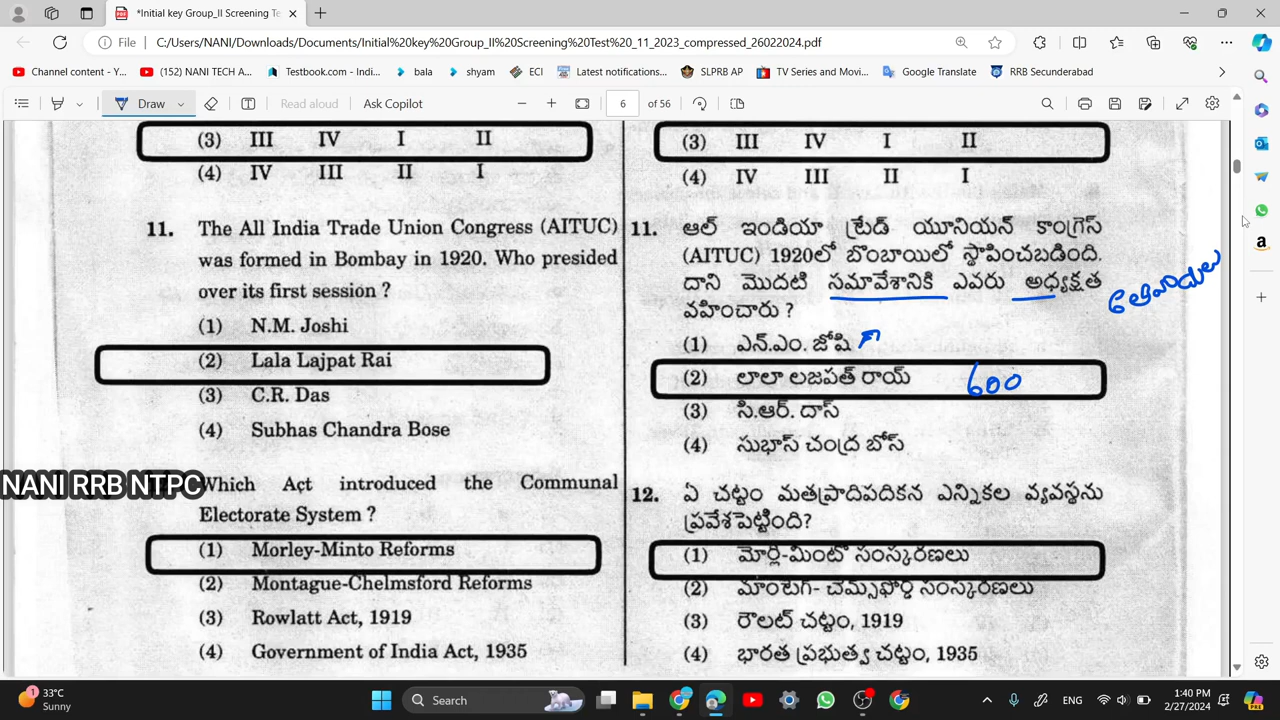 *Initial key Group_II Screening Te
File
C:/Users/NANI/Downloads/Documents/Initial%20key%20Group_II%20Screening%20Test%20_11_2023_compressed_26022024.pdf
Channel content - Y...
(152) NANI TECH A...
Testbook.com - Indi...
bala
shyam
ECI
Latest notifications...
SLPRB AP
TV Series and Movi...
Google Translate
RRB Secunderabad
Draw
Read aloud
Ask Copilot
6
of 56
(3) III IV I II
(4) IV III II I
11. The All India Trade Union Congress (AITUC)
was formed in Bombay in 1920. Who presided
over its first session ?
(1) N.M. Joshi
(2) Lala Lajpat Rai
(3) C.R. Das
(4) Subhas Chandra Bose
NANI RRB NTPC
Which Act introduced the Communal
Electorate System ?
(1) Morley-Minto Reforms
(2) Montague-Chelmsford Reforms
(3) Rowlatt Act, 1919
(4) Government of India Act, 1935
(3) III IV I II
(4) IV III II I
11. ఆల్ ఇండియా ట్రేడ్ యూనియన్ కాంగ్రెస్
(AITUC) 1920లో బొంబాయిలో స్థాపించబడింది.
దాని మొదటి సమావేశానికి ఎవరు అధ్యక్షత
వహించారు ?
(1) ఎన్.ఎం. జోషి
(2) లాలా లజపత్ రాయ్ 600
(3) సి.ఆర్. దాస్
(4) సుభాస్ చంద్ర బోస్
12. ఏ చట్టం మతప్రాదిపదికన ఎన్నికల వ్యవస్థను
ప్రవేశపెట్టింది?
(1) మోర్లీ-మింటో సంస్కరణలు
(2) మాంటేగ్- చెమ్స్‌ఫోర్డ్ సంస్కరణలు
(3) రౌలట్ చట్టం, 1919
(4) భారత ప్రభుత్వ చట్టం, 1935
1
33°C
Sunny
Search
ENG
1:40 PM
2/27/2024